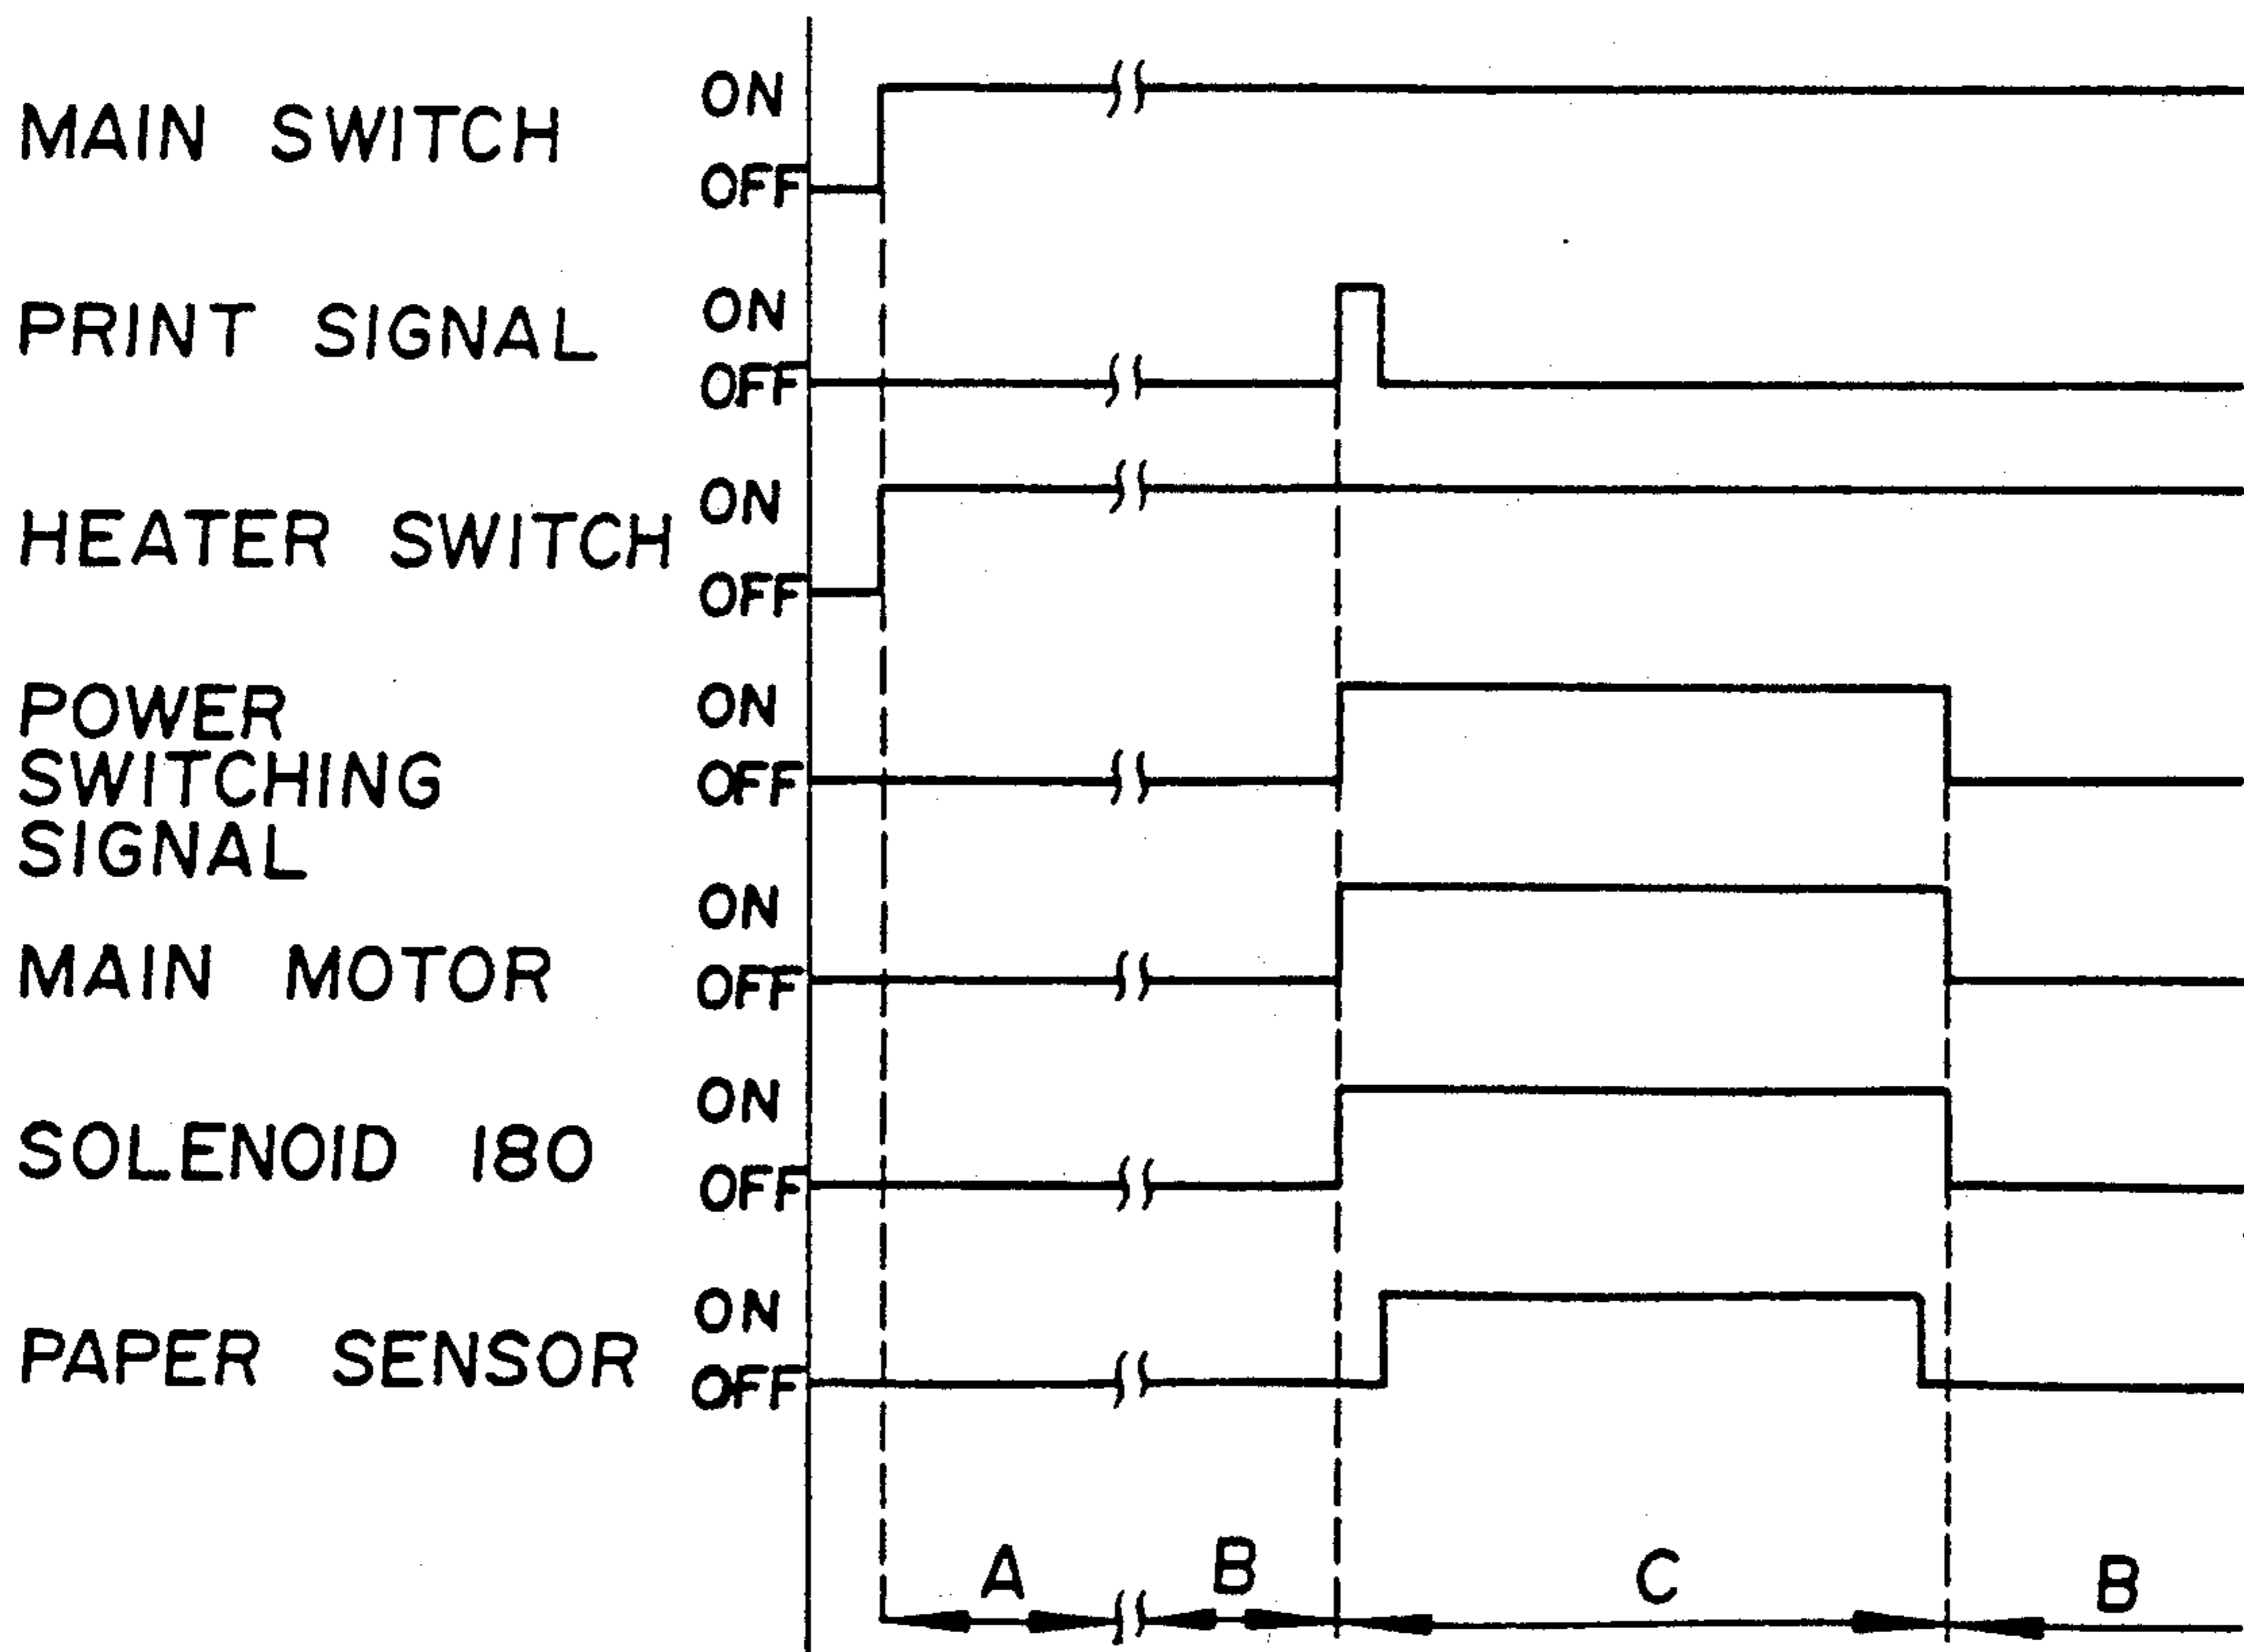 ON
MAIN SWITCH
OFF
ON
PRINT SIGNAL
OFF
ON
HEATER SWITCH
OFF
POWER ON
SWITCHING OFF
SIGNAL
ON
MAIN MOTOR OFF
ON
SOLENOID 180
OFF
ON
PAPER SENSOR
OFF
A B C B